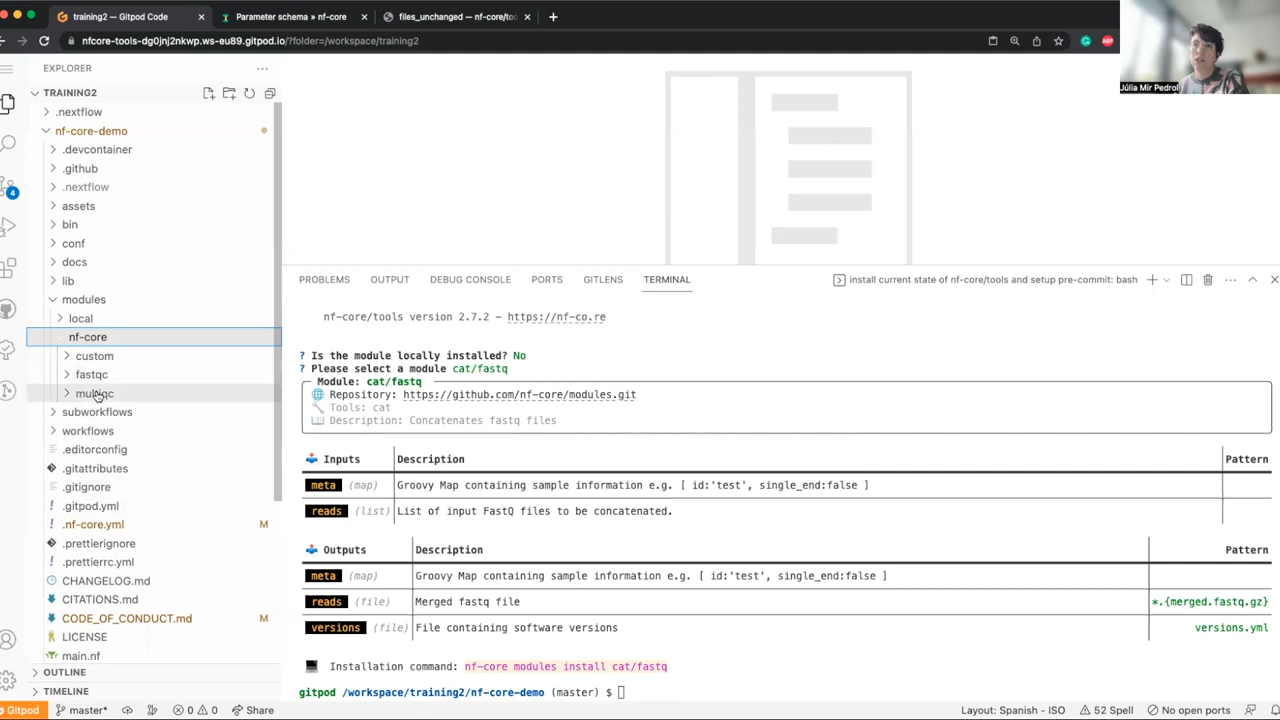 training2 — Gitpod Code
Parameter schema » nf-core
files_unchanged — nf-core/too
nfcore-tools-dg0jnj2nkwp.ws-eu89.gitpod.io/?folder=/workspace/training2
ABP
Júlia Mir Pedrol
EXPLORER
TRAINING2
.nextflow
nf-core-demo
.devcontainer
.github
.nextflow
assets
bin
conf
docs
lib
modules
local
nf-core
custom
fastqc
multiqc
subworkflows
workflows
.editorconfig
.gitattributes
.gitignore
.gitpod.yml
.nf-core.yml M
.prettierignore
.prettierrc.yml
CHANGELOG.md
CITATIONS.md
CODE_OF_CONDUCT.md M
LICENSE
main.nf
OUTLINE
TIMELINE
4
PROBLEMS OUTPUT DEBUG CONSOLE PORTS GITLENS TERMINAL
install current state of nf-core/tools and setup pre-commit: bash
nf-core/tools version 2.7.2 – https://nf-co.re
? Is the module locally installed? No
? Please select a module cat/fastq
Module: cat/fastq
Repository: https://github.com/nf-core/modules.git
Tools: cat
Description: Concatenates fastq files
Inputs Description Pattern
meta (map) Groovy Map containing sample information e.g. [ id:'test', single_end:false ]
reads (list) List of input FastQ files to be concatenated.
Outputs Description Pattern
meta (map) Groovy Map containing sample information e.g. [ id:'test', single_end:false ]
reads (file) Merged fastq file *.{merged.fastq.gz}
versions (file) File containing software versions versions.yml
Installation command: nf-core modules install cat/fastq
gitpod /workspace/training2/nf-core-demo (master) $
Gitpod master* 0 0 Share Layout: Spanish - ISO 52 Spell No open ports